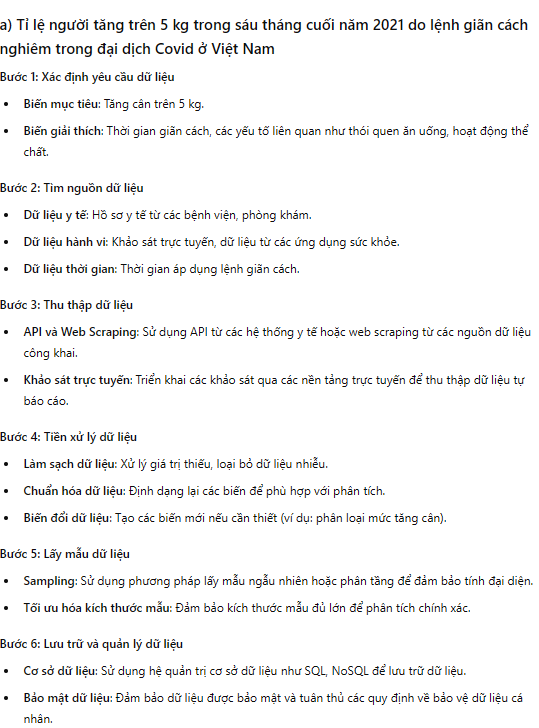 a) Tỉ lệ người tăng trên 5 kg trong sáu tháng cuối năm 2021 do lệnh giãn cách
nghiêm trong đại dịch Covid ở Việt Nam
Bước 1: Xác định yêu cầu dữ liệu
• Biến mục tiêu: Tăng cân trên 5 kg.
• Biến giải thích: Thời gian giãn cách, các yếu tố liên quan như thói quen ăn uống, hoạt động thể
chất.
Bước 2: Tìm nguồn dữ liệu
• Dữ liệu y tế: Hồ sơ y tế từ các bệnh viện, phòng khám.
• Dữ liệu hành vi: Khảo sát trực tuyến, dữ liệu từ các ứng dụng sức khỏe.
• Dữ liệu thời gian: Thời gian áp dụng lệnh giãn cách.
Bước 3: Thu thập dữ liệu
• API và Web Scraping: Sử dụng API từ các hệ thống y tế hoặc web scraping từ các nguồn dữ liệu
công khai.
• Khảo sát trực tuyến: Triển khai các khảo sát qua các nền tảng trực tuyến để thu thập dữ liệu tự
báo cáo.
Bước 4: Tiền xử lý dữ liệu
• Làm sạch dữ liệu: Xử lý giá trị thiếu, loại bỏ dữ liệu nhiễu.
• Chuẩn hóa dữ liệu: Định dạng lại các biến để phù hợp với phân tích.
• Biến đổi dữ liệu: Tạo các biến mới nếu cần thiết (ví dụ: phân loại mức tăng cân).
Bước 5: Lấy mẫu dữ liệu
• Sampling: Sử dụng phương pháp lấy mẫu ngẫu nhiên hoặc phân tầng để đảm bảo tính đại diện.
• Tối ưu hóa kích thước mẫu: Đảm bảo kích thước mẫu đủ lớn để phân tích chính xác.
Bước 6: Lưu trữ và quản lý dữ liệu
• Cơ sở dữ liệu: Sử dụng hệ quản trị cơ sở dữ liệu như SQL, NoSQL để lưu trữ dữ liệu.
• Bảo mật dữ liệu: Đảm bảo dữ liệu được bảo mật và tuân thủ các quy định về bảo vệ dữ liệu cá
nhân.